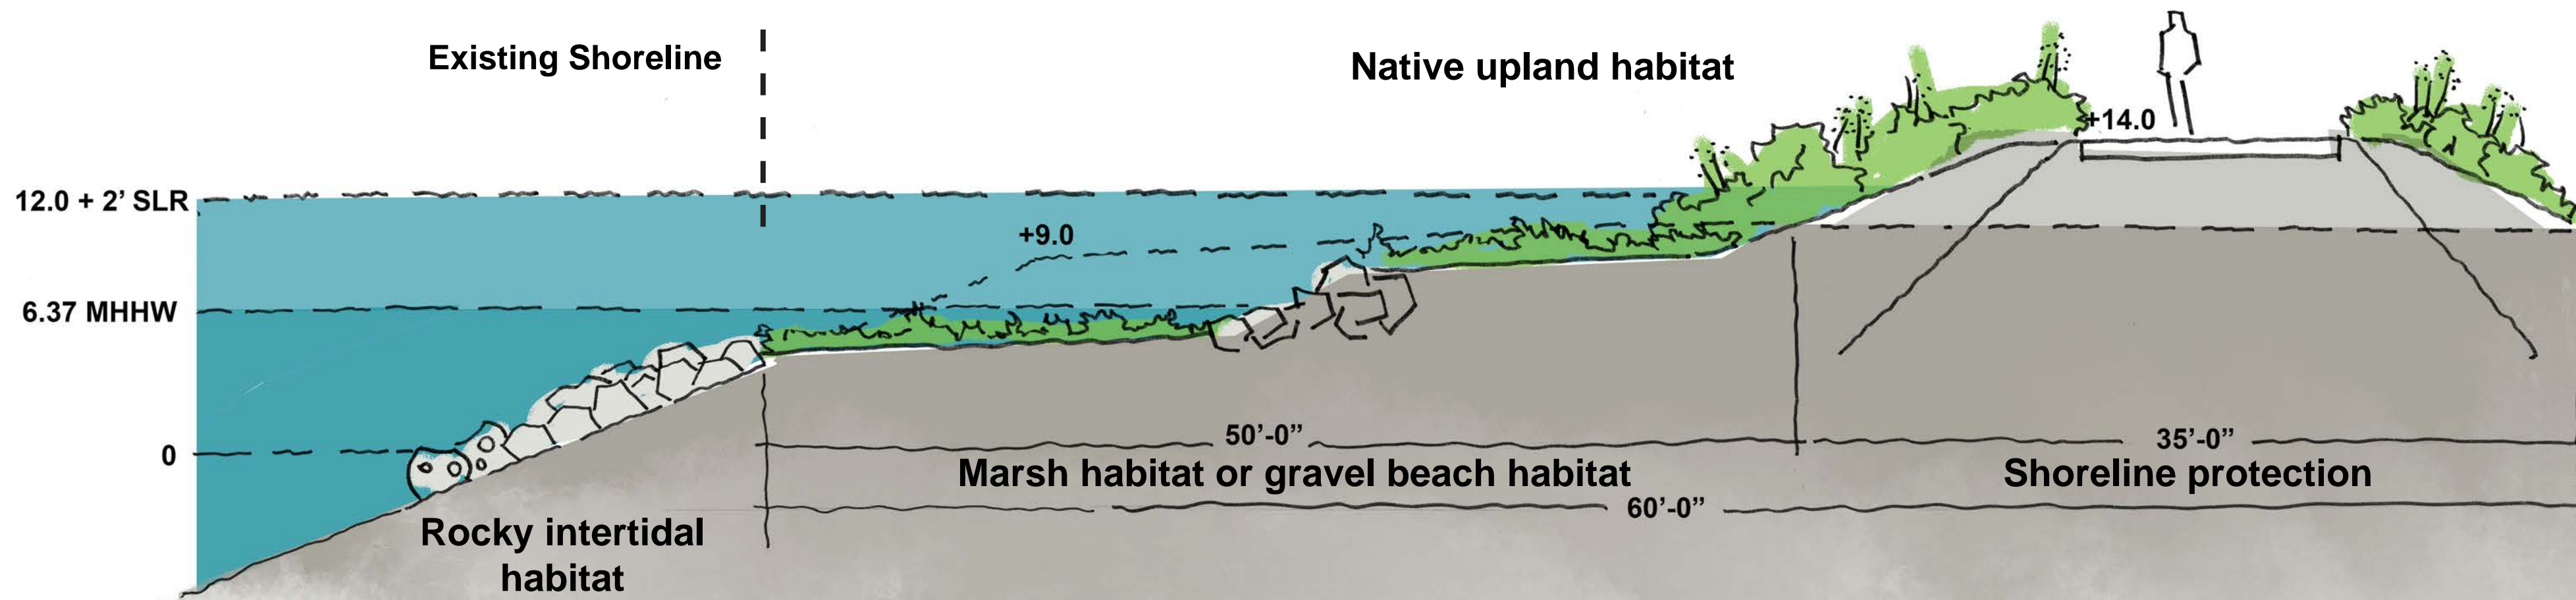 Existing Shoreline
Native upland habitat
+14.0
12.0 + 2’ SLR
+9.0
6.37 MHHW
0
50’-0”
35’-0”
Marsh habitat or gravel beach habitat
Shoreline protection
60’-0”
Rocky intertidal
habitat